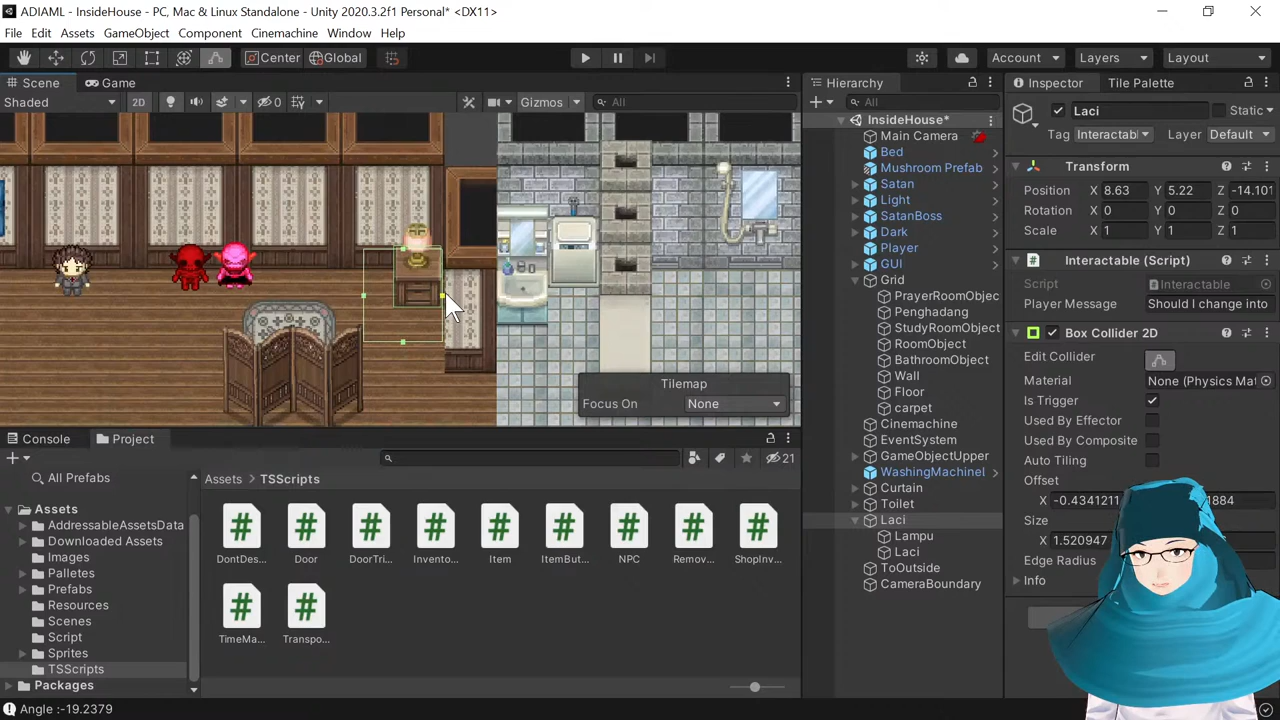 ADIAML - InsideHouse - PC, Mac & Linux Standalone - Unity 2020.3.2f1 Personal* <DX11>
File Edit Assets GameObject Component Cinemachine Window Help
Center Global Account Layers Layout
Scene Game
Shaded 2D 0 Gizmos All
Tilemap
Focus On None
Hierarchy
All
InsideHouse*
Main Camera
Bed
Mushroom Prefab
Satan
Light
SatanBoss
Dark
Player
GUI
Grid
PrayerRoomObjec
Penghadang
StudyRoomObject
RoomObject
BathroomObject
Wall
Floor
carpet
Cinemachine
EventSystem
GameObjectUpper
WashingMachineI
Curtain
Toilet
Laci
Lampu
Laci
ToOutside
CameraBoundary
Inspector Tile Palette
Laci Static
Tag Interactabl Layer Default
Transform
Position X 8.63 Y 5.22 Z -14.101
Rotation X 0 Y 0 Z 0
Scale X 1 Y 1 Z 1
Interactable (Script)
Script Interactable
Player Message Should I change into
Box Collider 2D
Edit Collider
Material None (Physics Mat
Is Trigger
Used By Effector
Used By Composite
Auto Tiling
Offset
X -0.4341211 1884
Size
X 1.520947
Edge Radius
Info
Console Project
21
All Prefabs
Assets
AddressableAssetsData
Downloaded Assets
Images
Palletes
Prefabs
Resources
Scenes
Script
Sprites
TSScripts
Packages
Assets > TSScripts
DontDes... Door DoorTri... Invento... Item ItemBut... NPC Remov... ShopInv...
TimeMa... Transpo...
Angle: -19.2379